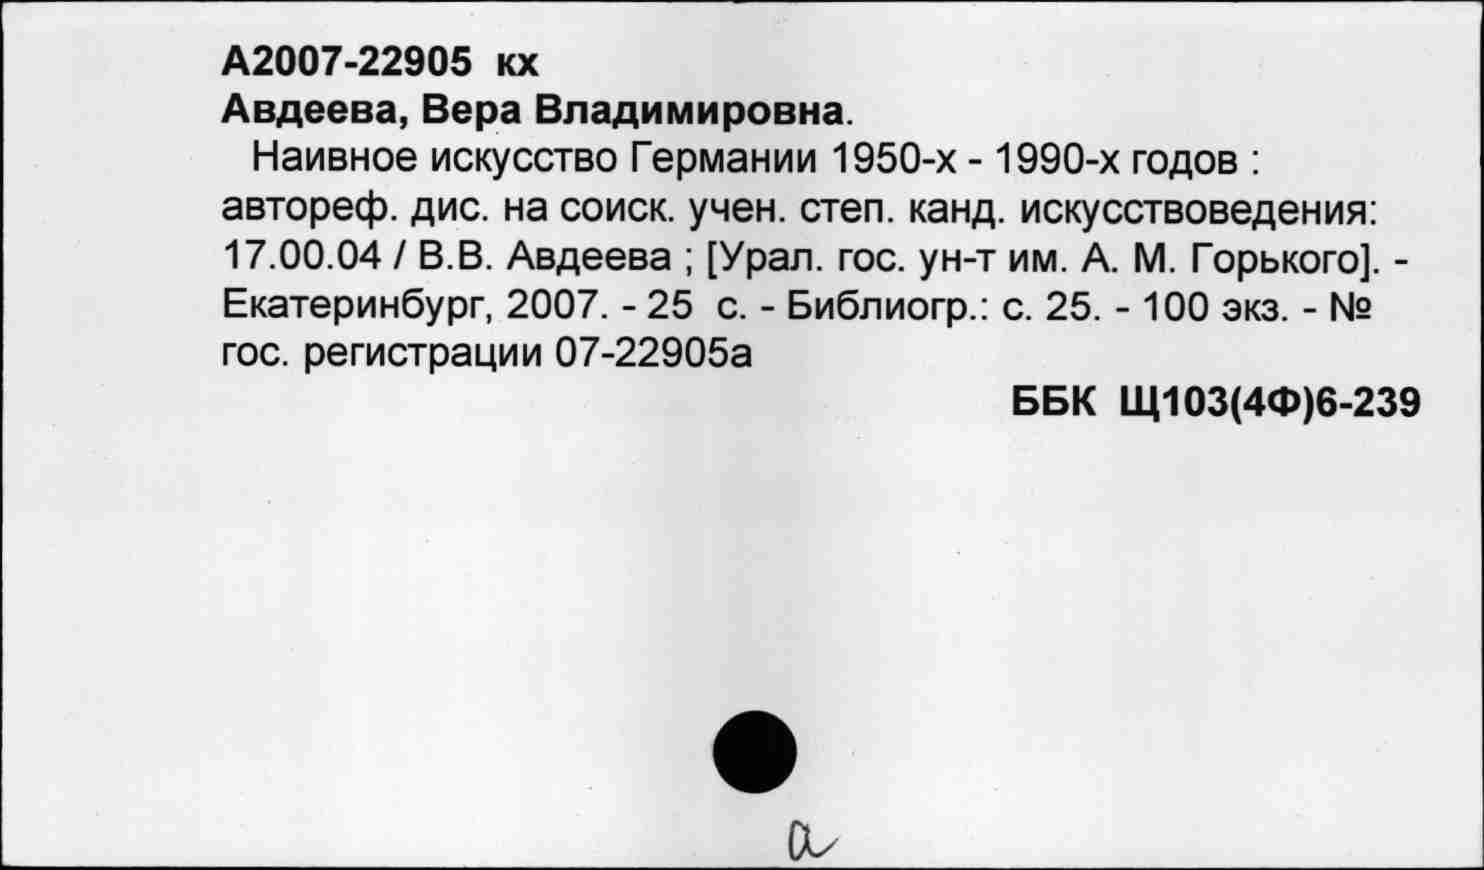 А2007-22905 кх
Авдеева, Вера Владимировна.
Наивное искусство Германии 1950-х - 1990-х годов :
автореф. дис. на соиск. учен. степ. канд. искусствоведения:
17.00.04 / В.В. Авдеева ; [Урал. гос. ун-т им. А. М. Горького]. -
Екатеринбург, 2007. - 25 с. - Библиогр.: с. 25. - 100 экз. - №
гос. регистрации 07-22905а
ББК Щ103(4Ф)6-239
а